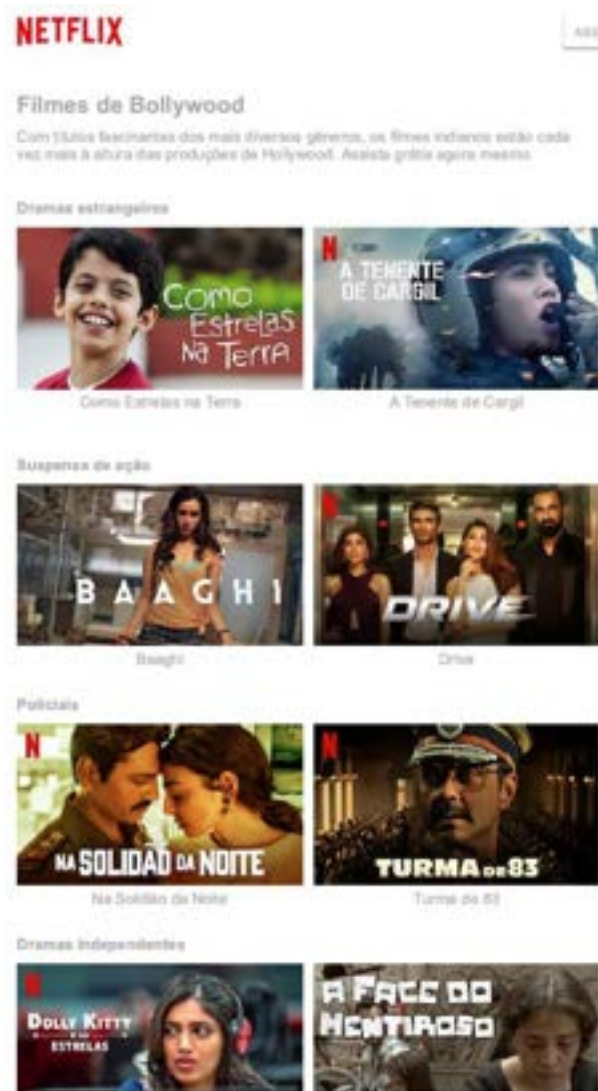 NETFLIX
ASS
Filmes de Bollywood
Com títulos fascinantes dos mais diversos gêneros, os filmes indianos estão cada
vez mais à altura das produções de Hollywood. Assista grátis agora mesmo
Dramas estrangeiros
Como
Estrelas
Na Terra
N
A TENENTE
DE CARGIL
Como Estrelas na Terra
A Tenente de Cargil
Suspense de ação
BAAGHI
N
DRIVE
Baaghi
Drive
Policiais
N
NA SOLIDÃO DA NOITE
N
TURMA DE 83
Na Solidão da Noite
Turma de 83
Dramas independentes
N
DOLLY KITTY
ESTRELAS
A FACE DO
MENTIROSO